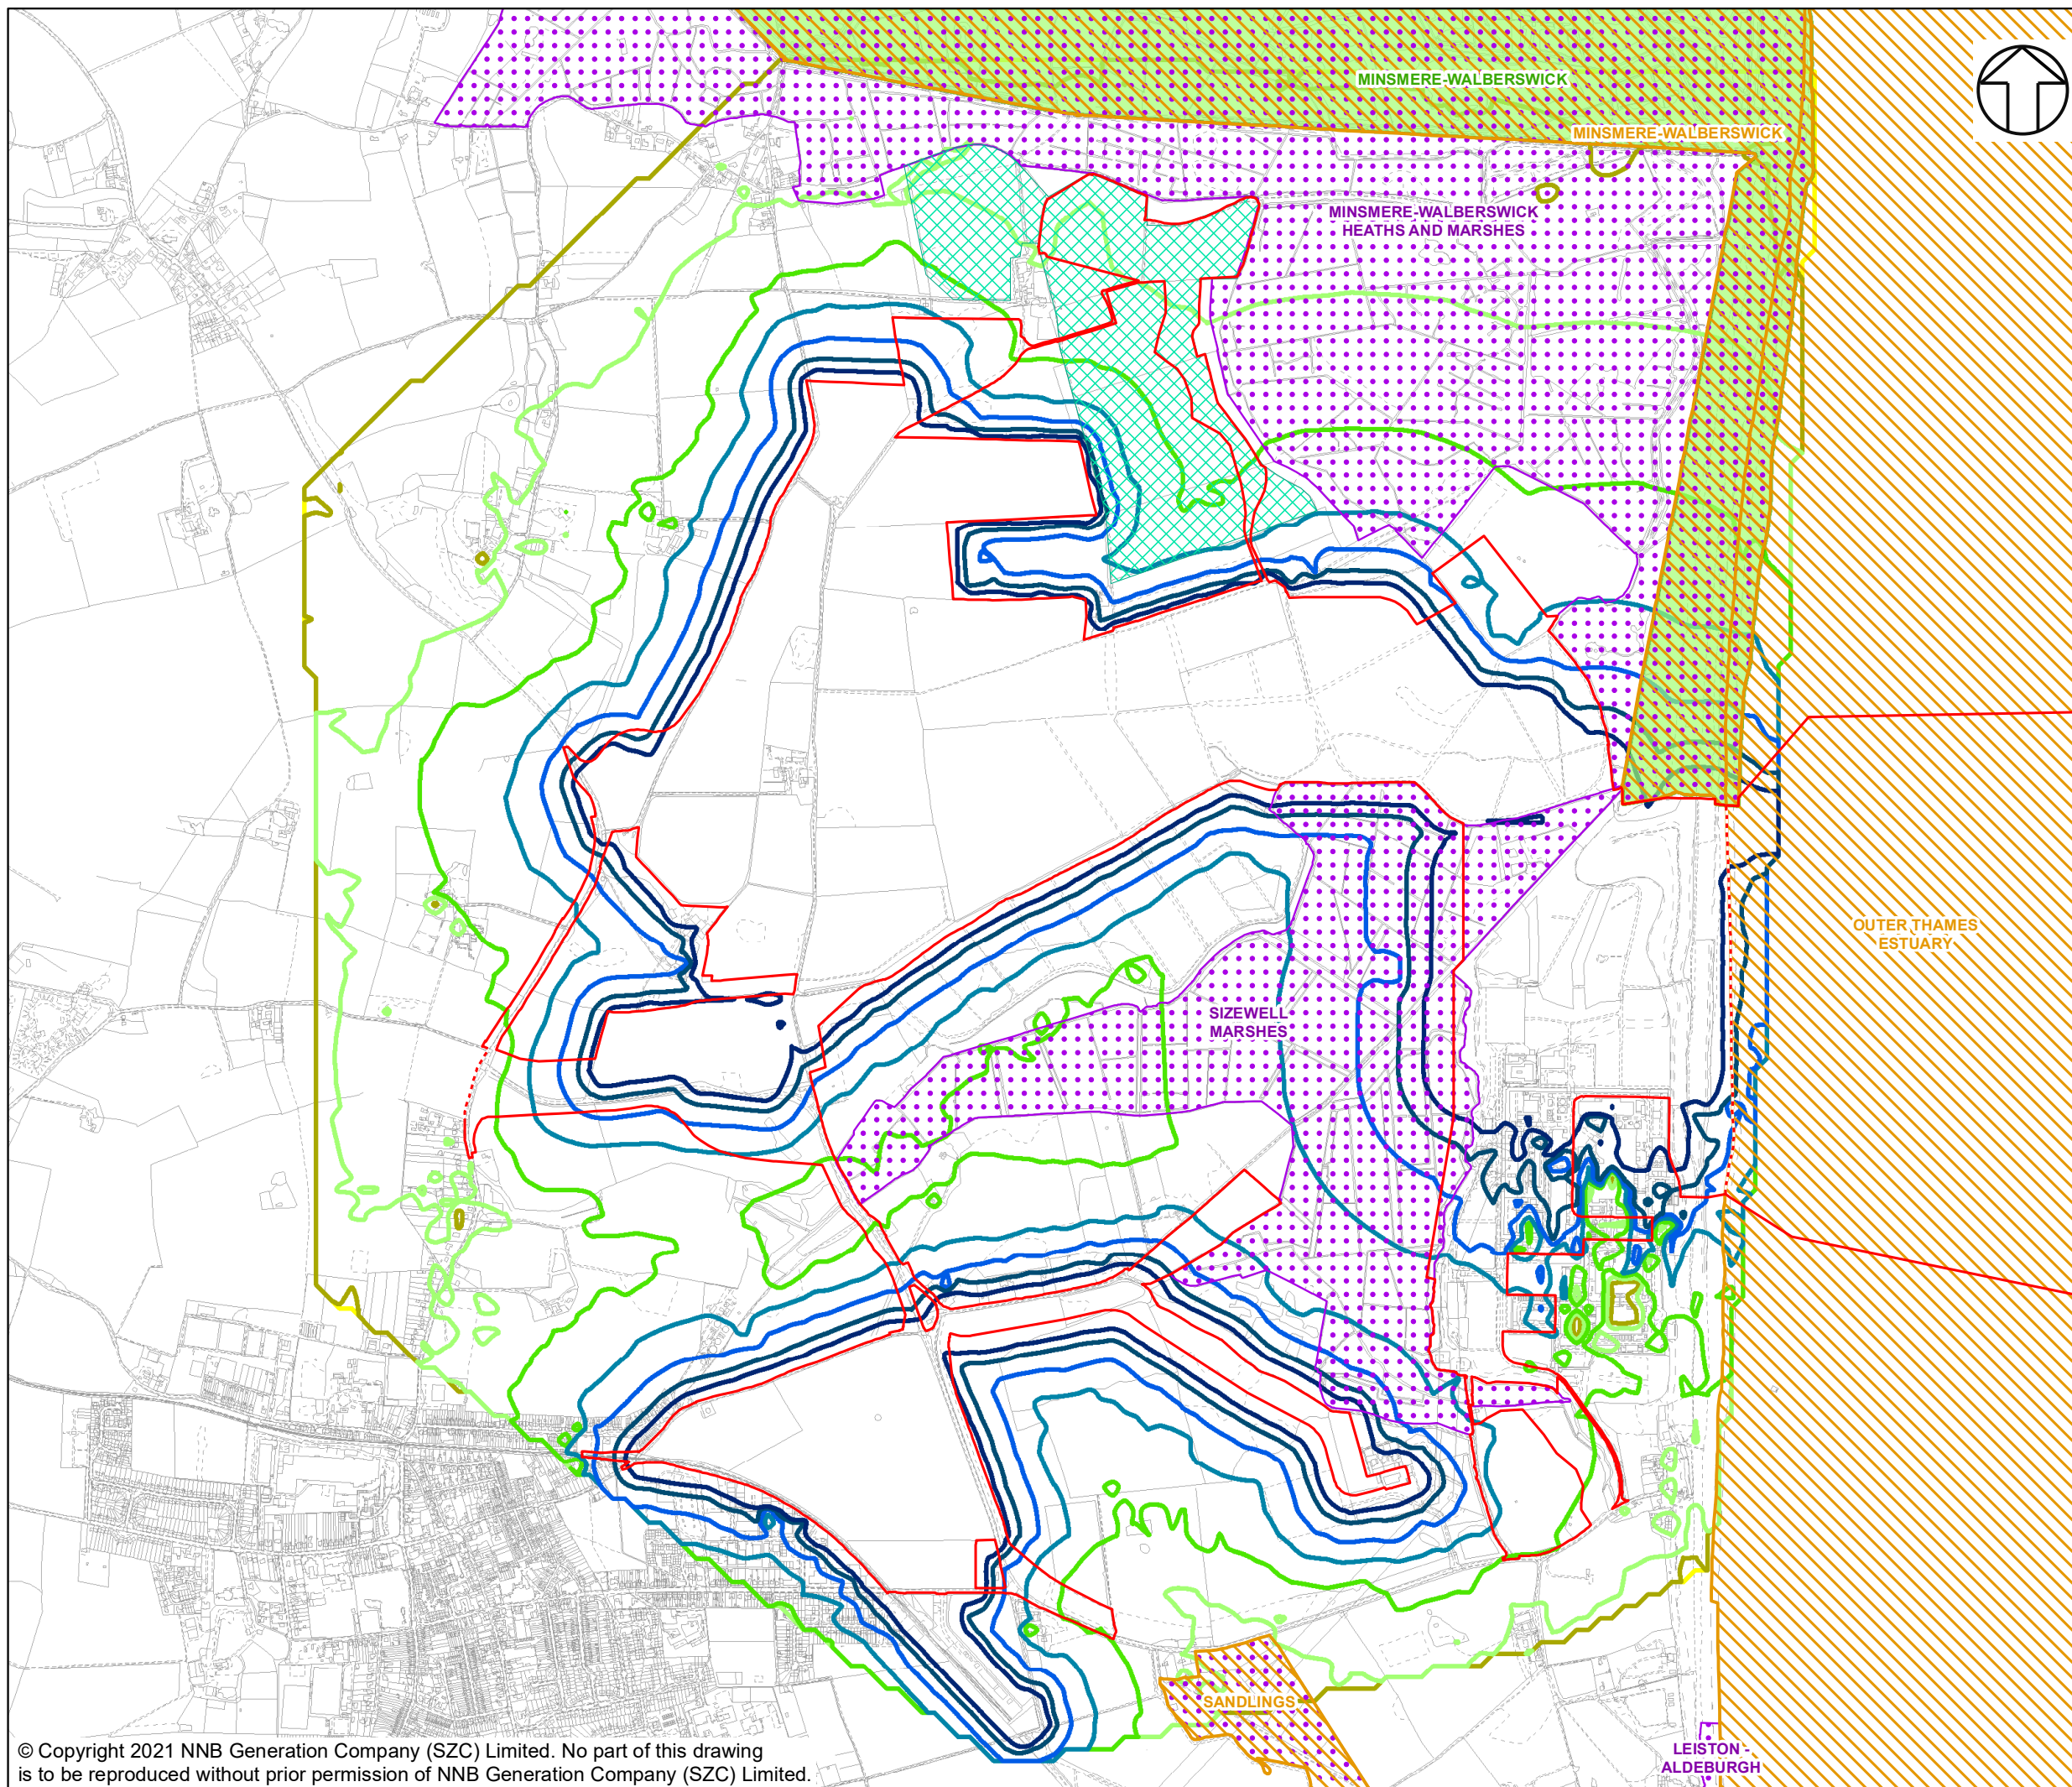 MINSMERE-WALBERSWICK
MINSMERE-WALBERSWICK
MINSMERE-WALBERSWICK
HEATHS AND MARSHES
OUTER THAMES
ESTUARY
SIZEWELL
MARSHES
SANDLINGS
LEISTON -
ALDEBURGH
© Copyright 2021 NNB Generation Company (SZC) Limited. No part of this drawing
is to be reproduced without prior permission of NNB Generation Company (SZC) Limited.